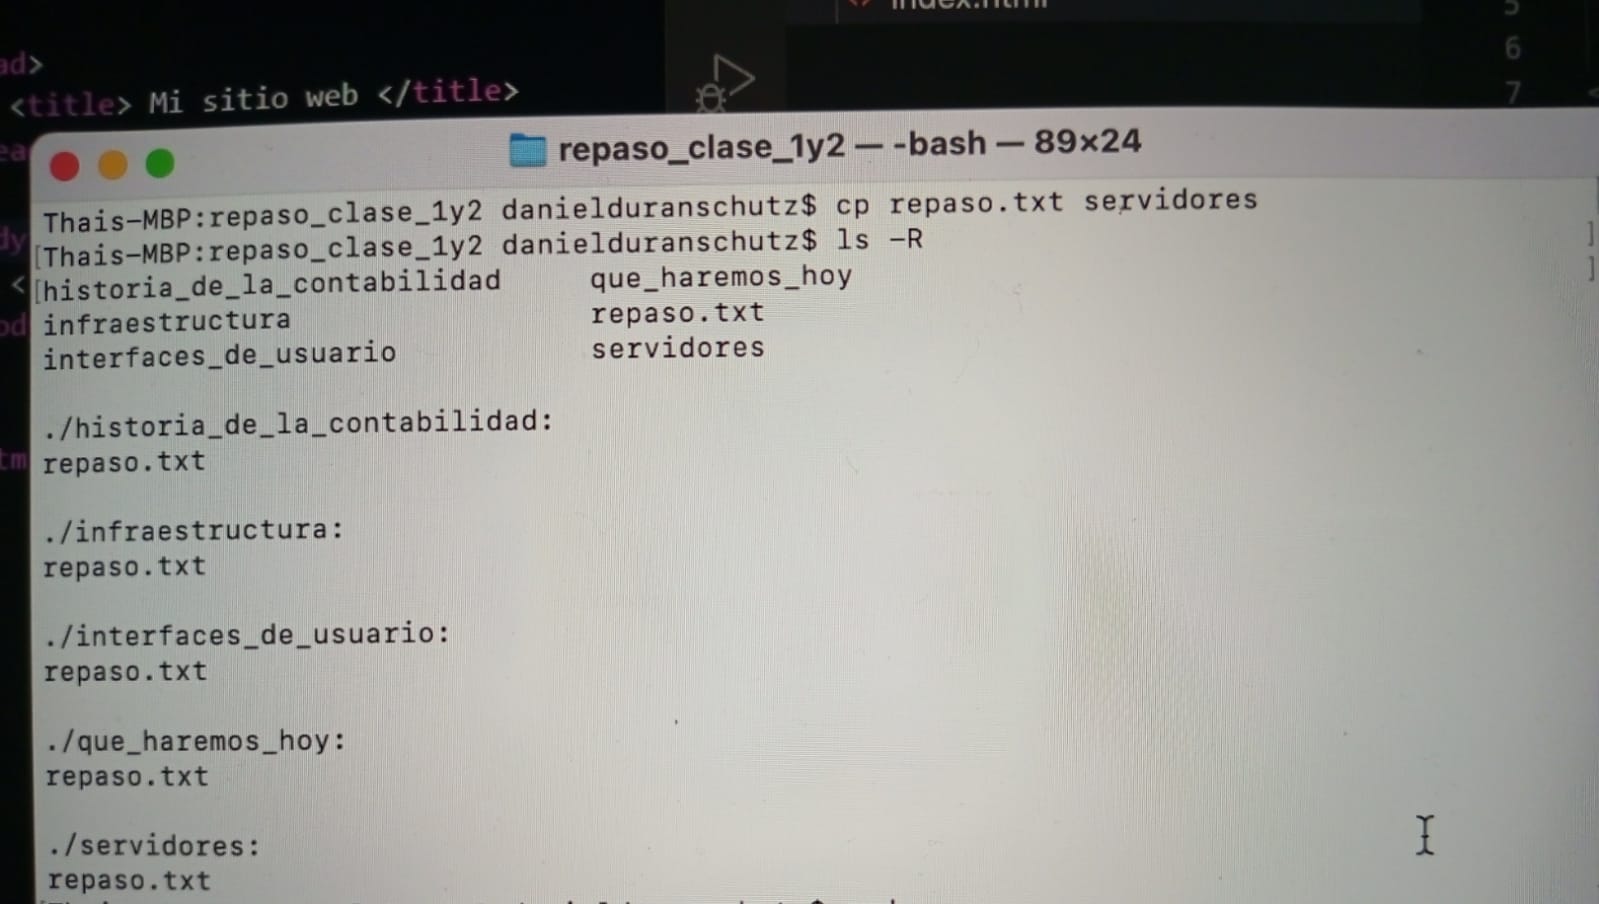 index.html
5
6
ad>
<title> Mi sitio web </title>
7
repaso_clase_1y2 — -bash — 89×24
Thais-MBP:repaso_clase_1y2 danielduranschutz$ cp repaso.txt servidores
[Thais-MBP:repaso_clase_1y2 danielduranschutz$ ls -R ]
[historia_de_la_contabilidad que_haremos_hoy ]
infraestructura repaso.txt
interfaces_de_usuario servidores
./historia_de_la_contabilidad:
repaso.txt
./infraestructura:
repaso.txt
./interfaces_de_usuario:
repaso.txt
./que_haremos_hoy:
repaso.txt
./servidores:
repaso.txt